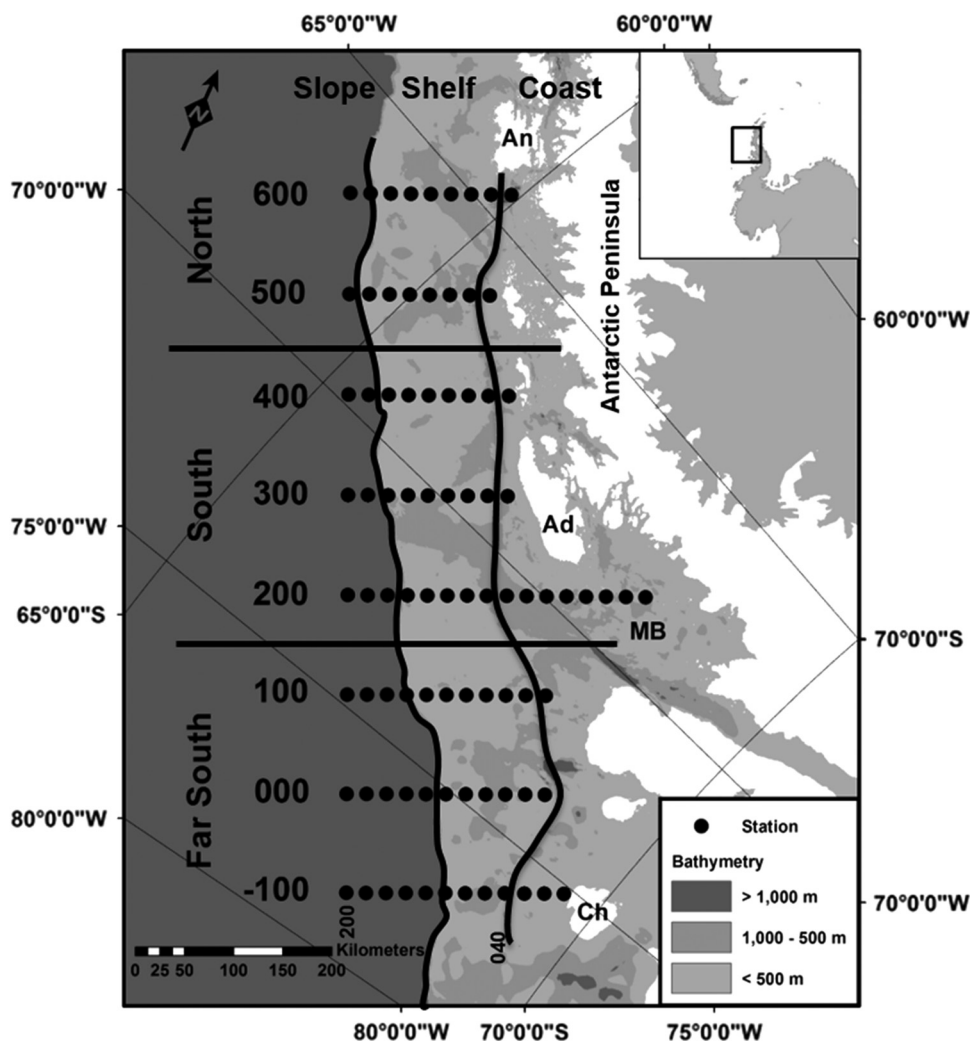 65°0'0"W
60°0'0"W
Slope
Shelf
Coast
N
An
70°0'0"W
600
North
Antarctic Peninsula
500
60°0'0"W
400
South
300
Ad
75°0'0"W
200
65°0'0"S
MB
70°0'0"S
100
Far South
000
80°0'0"W
-100
Ch
200
040
Kilometers
0 25 50 100 150 200
Station
Bathymetry
> 1,000 m
1,000 - 500 m
< 500 m
70°0'0"W
80°0'0"W
70°0'0"S
75°0'0"W